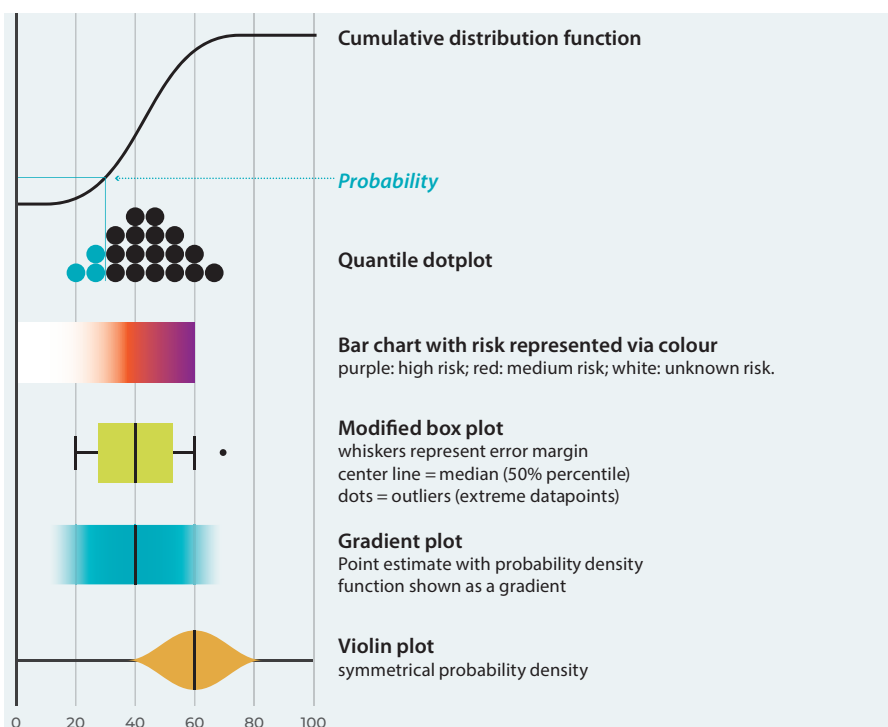 Cumulative distribution function
Probability
Quantile dotplot
Bar chart with risk represented via colour
purple: high risk; red: medium risk; white: unknown risk.
Modified box plot
whiskers represent error margin
center line = median (50% percentile)
dots = outliers (extreme datapoints)
Gradient plot
Point estimate with probability density
function shown as a gradient
Violin plot
symmetrical probability density
0 20 40 60 80 100